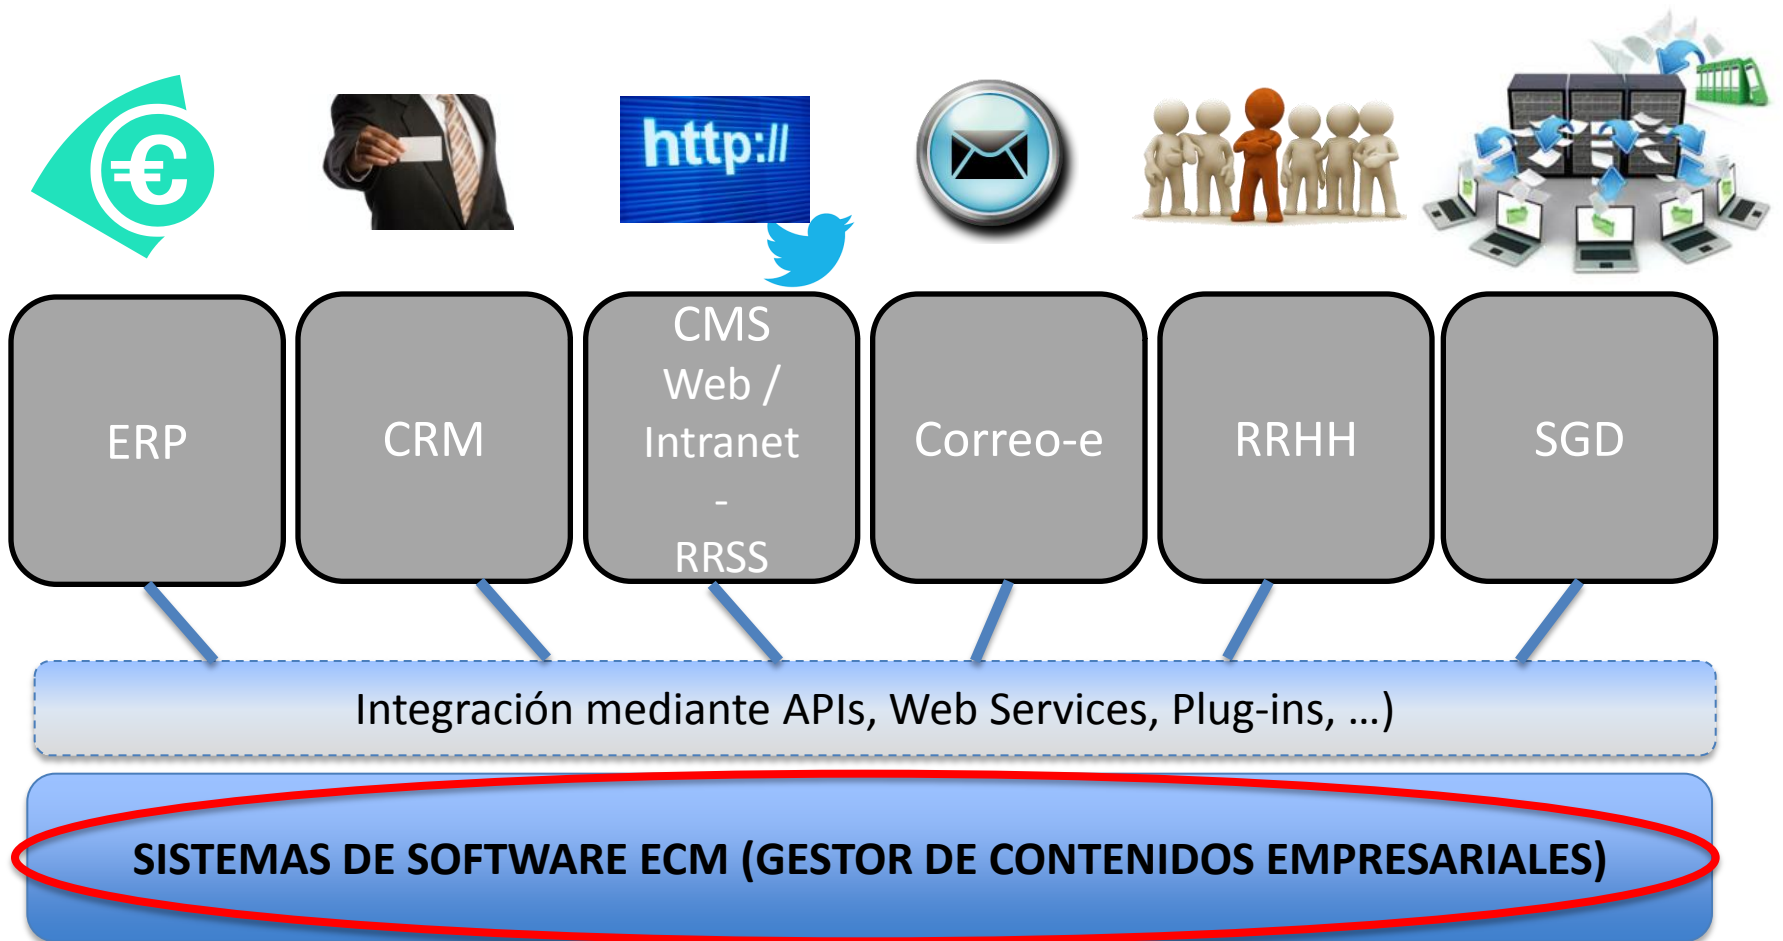 €
http://
ERP
CRM
CMS
Web /
Intranet
-
RRSS
Correo-e
RRHH
SGD
Integración mediante APIs, Web Services, Plug-ins, ...)
SISTEMAS DE SOFTWARE ECM (GESTOR DE CONTENIDOS EMPRESARIALES)